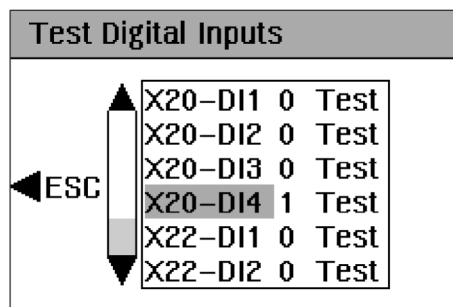 Test Digital Inputs
X20-DI1 0 Test
X20-DI2 0 Test
X20-DI3 0 Test
ESC
X20-DI4 1 Test
X22-DI1 0 Test
X22-DI2 0 Test